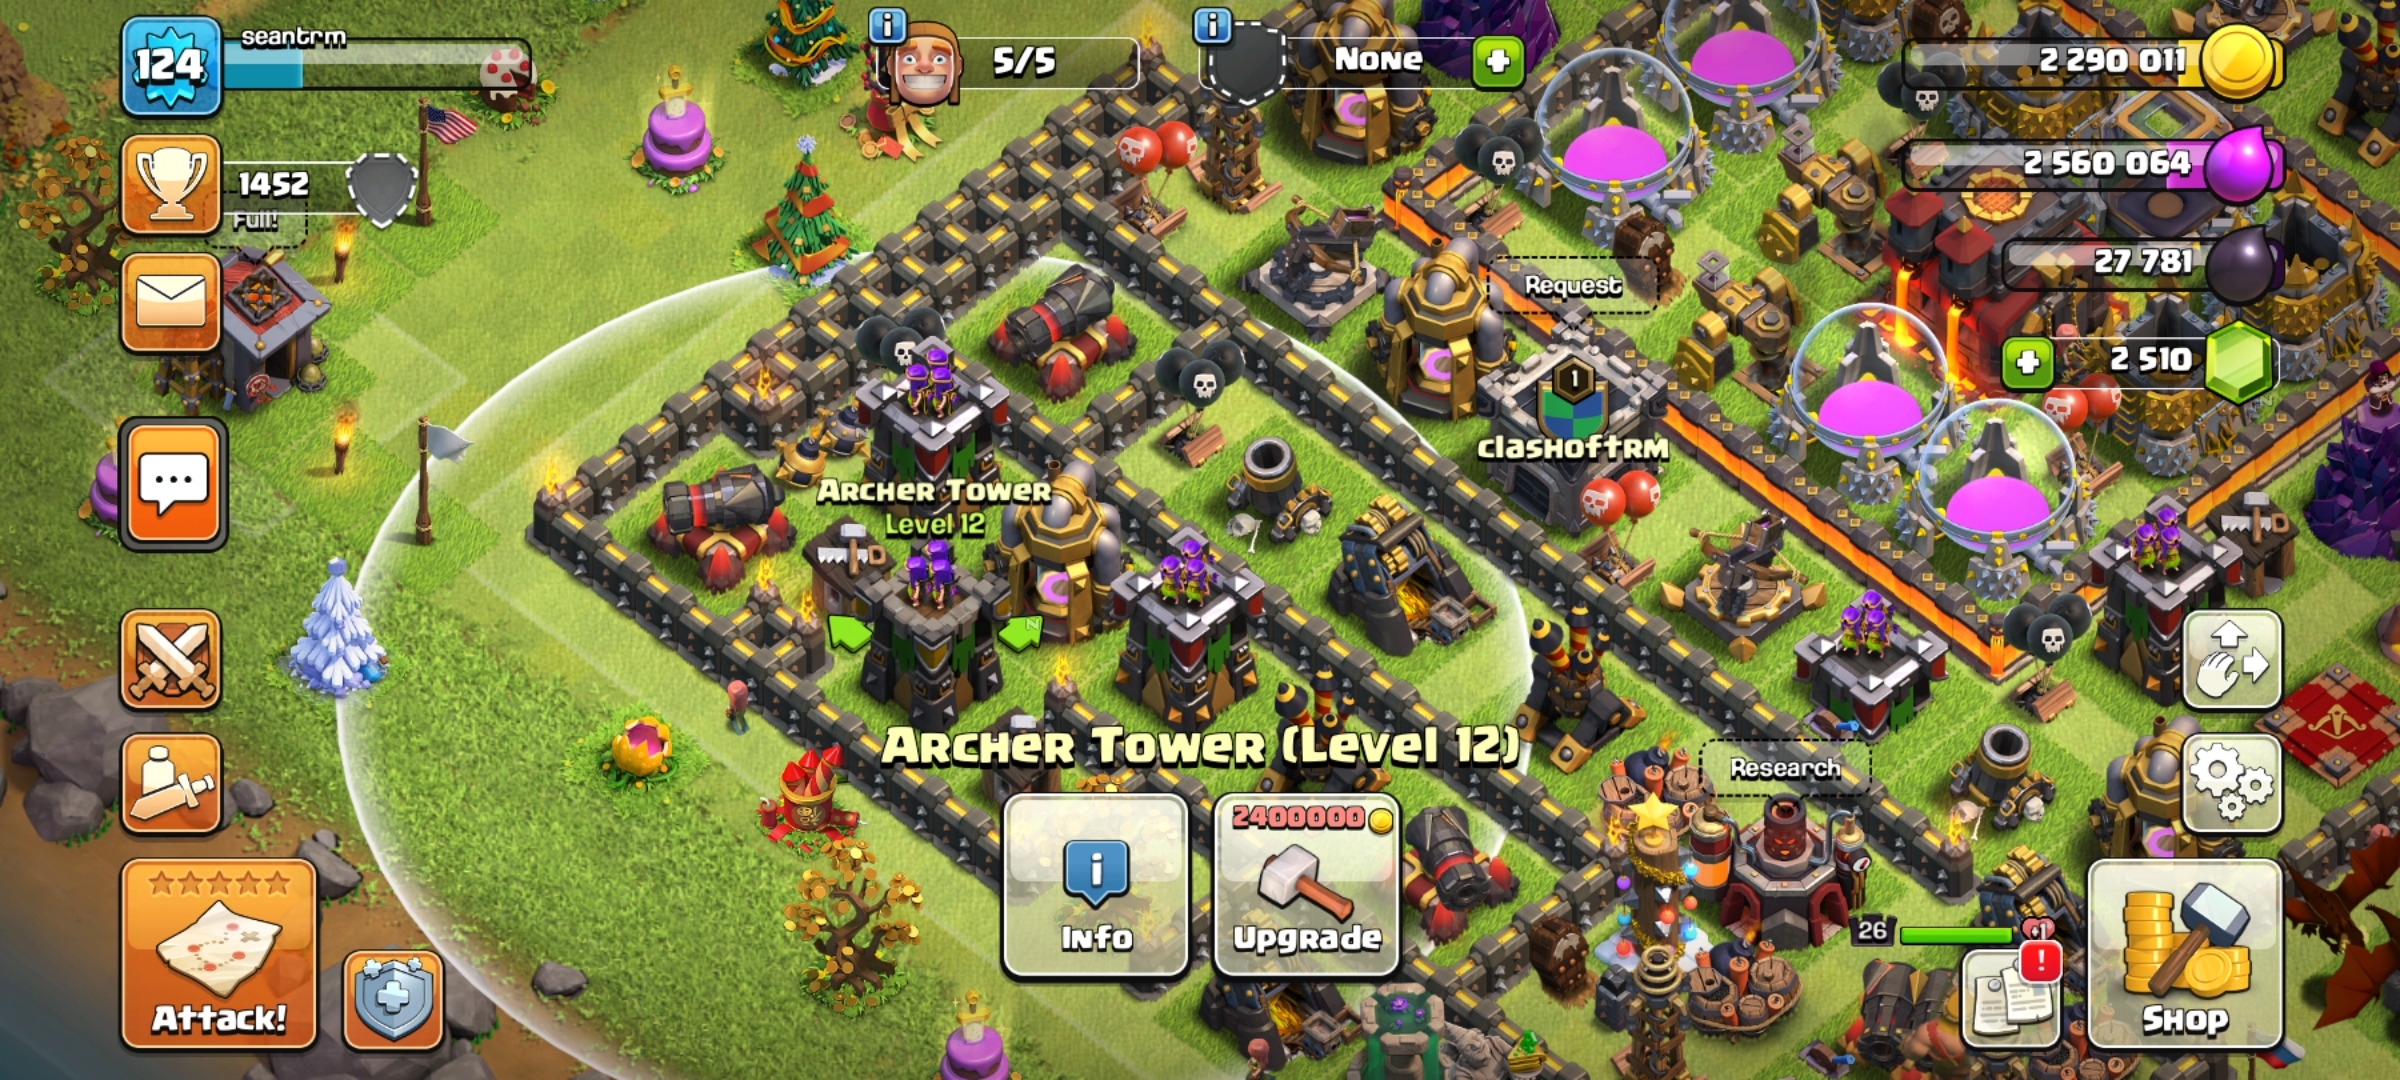 124
seantrm
5/5
None
2 290 011
1452
Full!
2 560 064
27 781
Request
2 510
1
clashoftRM
Archer Tower
Level 12
Archer Tower (Level 12)
Research
2400000
Info
Upgrade
26
+1
!
Attack!
Shop